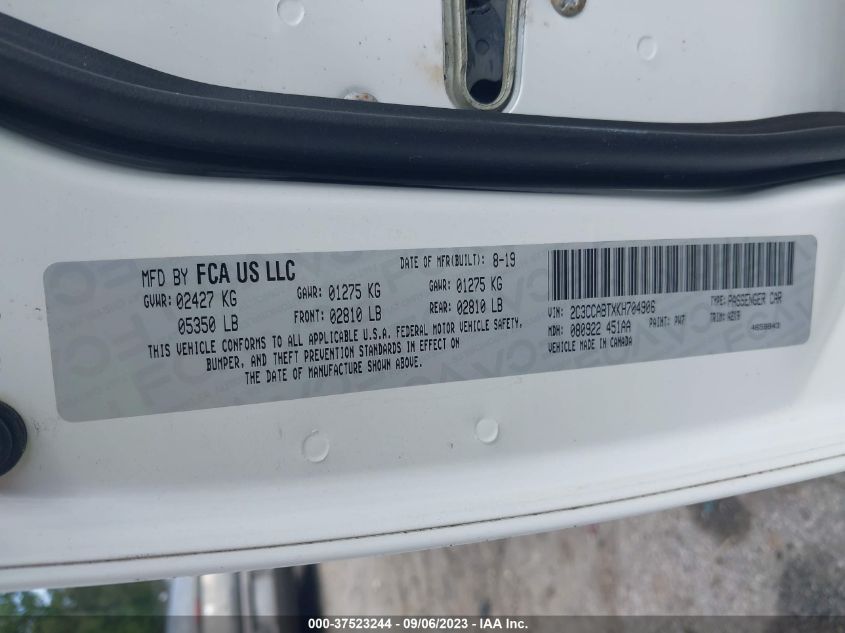 MFD BY FCA US LLC
DATE OF MFR(BUILT): 8-19
GVWR: 02427 KG
GAWR: 01275 KG
GAWR: 01275 KG
05350 LB
FRONT: 02810 LB
REAR: 02810 LB
THIS VEHICLE CONFORMS TO ALL APPLICABLE U.S.A. FEDERAL MOTOR VEHICLE SAFETY,
BUMPER, AND THEFT PREVENTION STANDARDS IN EFFECT ON
THE DATE OF MANUFACTURE SHOWN ABOVE.
VIN: 2C3CCABTXKH704906
TYPE: PASSENGER CAR
MDH: 080922 451AA
PAINT: PW7
TRIM:
VEHICLE MADE IN CANADA
000-37523244 - 09/06/2023 - IAA Inc.